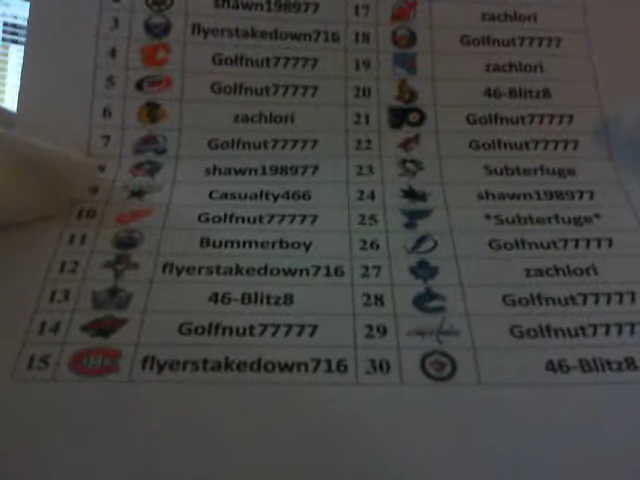 shawn198977 17 zachlori
3 flyerstakedown716 18 Golfnut77777
4 Golfnut77777 19 zachlori
5 Golfnut77777 20 46-Blitz8
6 zachlori 21 Golfnut77777
7 Golfnut77777 22 Golfnut77777
shawn198977 23 Subterfuge
9 Casualty466 24 shawn198977
10 Golfnut77777 25 *Subterfuge*
11 Bummerboy 26 Golfnut77777
12 flyerstakedown716 27 zachlori
13 46-Blitz8 28 Golfnut77777
14 Golfnut77777 29 Golfnut7777
15 flyerstakedown716 30 46-Blitz8